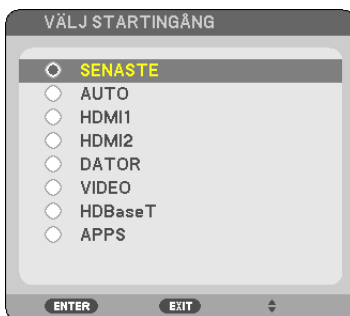 VÄLJ STARTINGÅNG
SENASTE
AUTO
HDMI1
HDMI2
DATOR
VIDEO
HDBaseT
APPS
ENTER EXIT